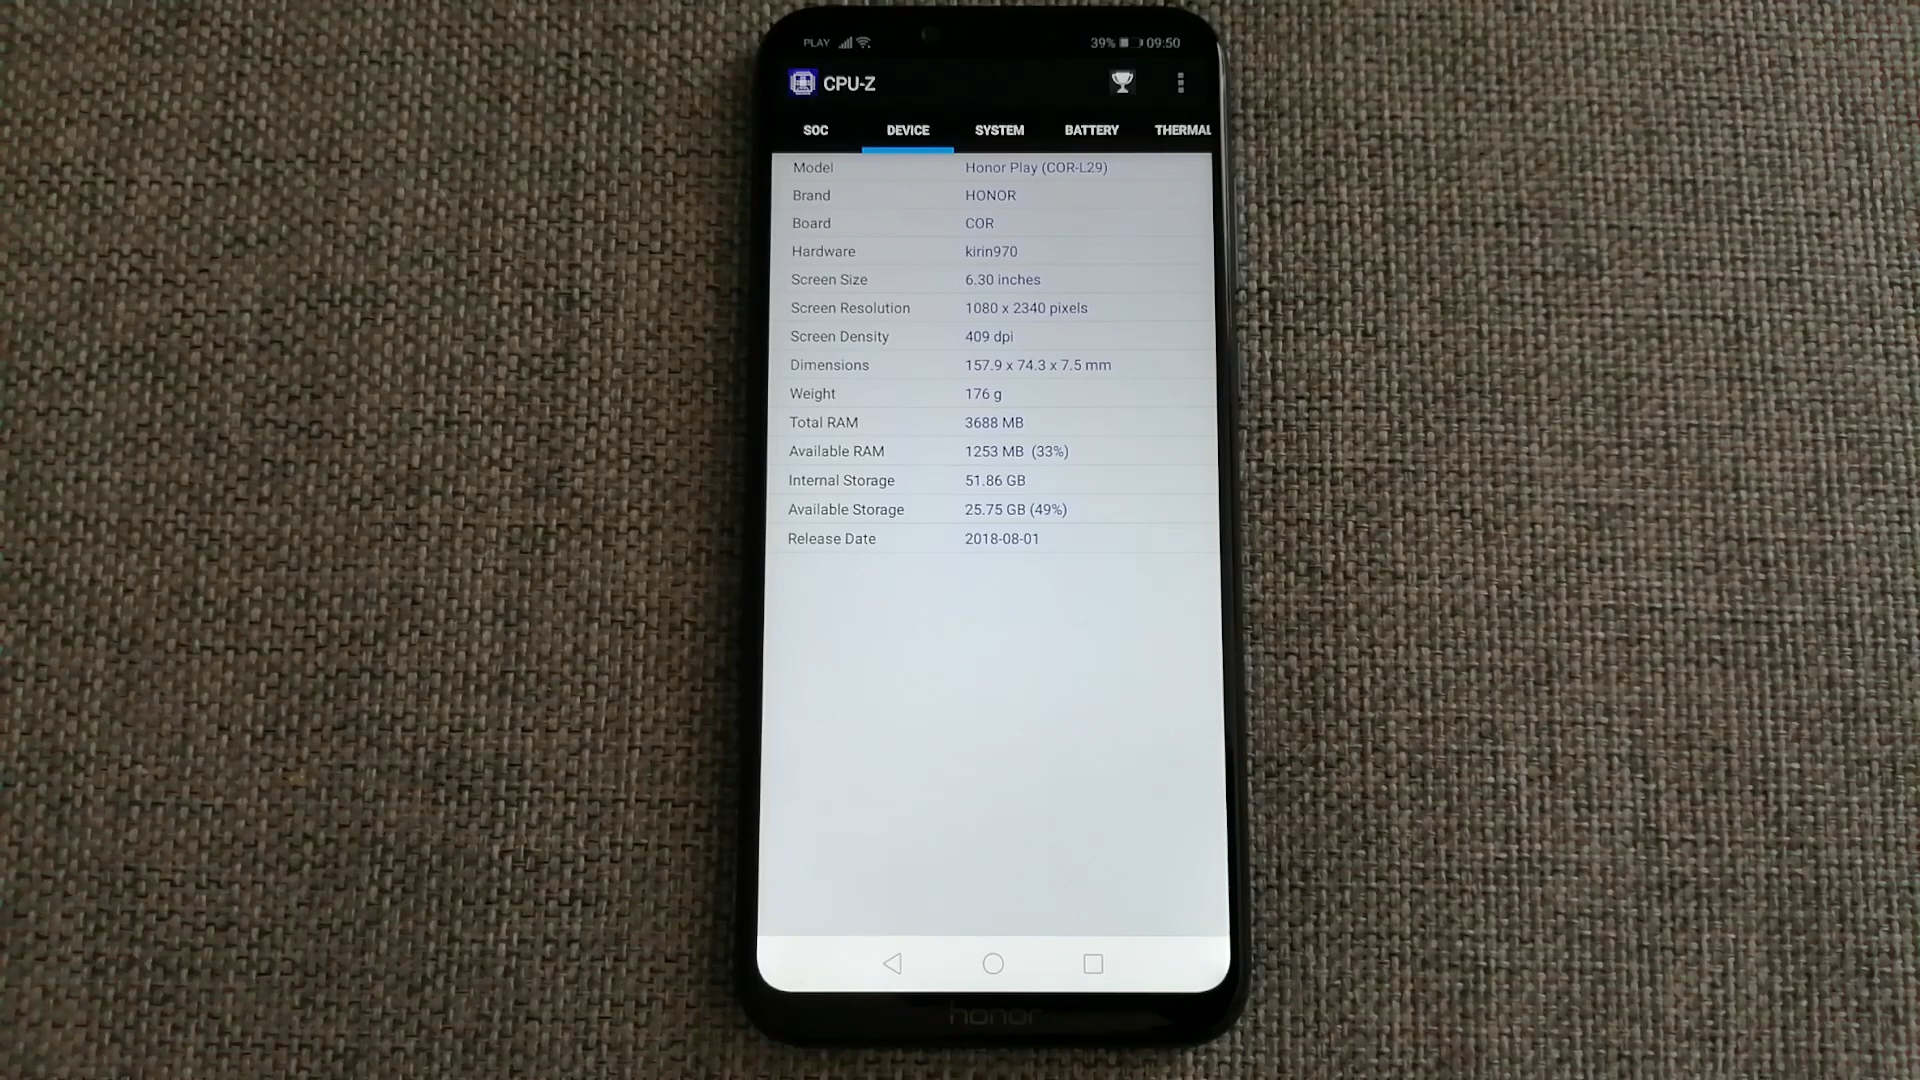 PLAY 39% 09:50
CPU-Z
SOC DEVICE SYSTEM BATTERY THERMAL
Model Honor Play (COR-L29)
Brand HONOR
Board COR
Hardware kirin970
Screen Size 6.30 inches
Screen Resolution 1080 x 2340 pixels
Screen Density 409 dpi
Dimensions 157.9 x 74.3 x 7.5 mm
Weight 176 g
Total RAM 3688 MB
Available RAM 1253 MB (33%)
Internal Storage 51.86 GB
Available Storage 25.75 GB (49%)
Release Date 2018-08-01
honor